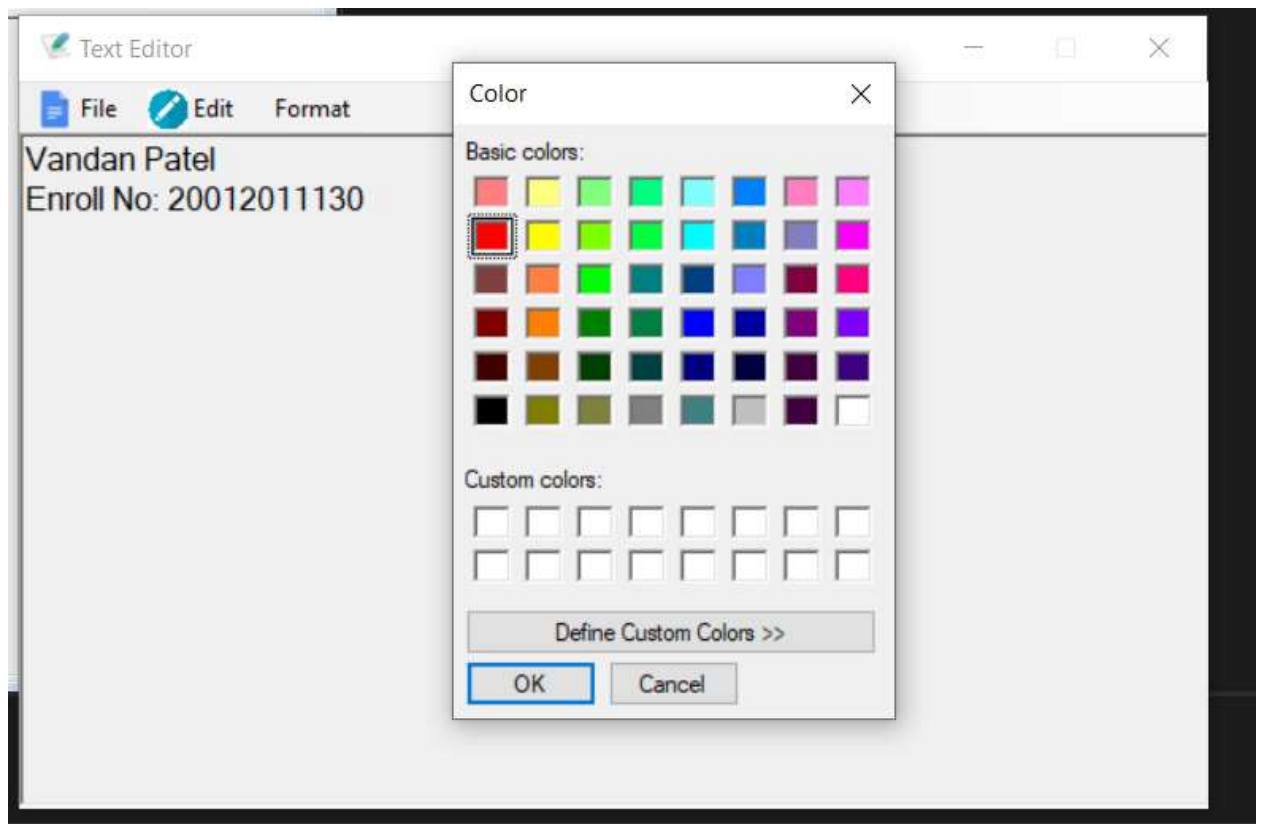 Text Editor
File Edit Format
Vandan Patel
Enroll No: 20012011130
Color
Basic colors:
Custom colors:
Define Custom Colors >>
OK Cancel